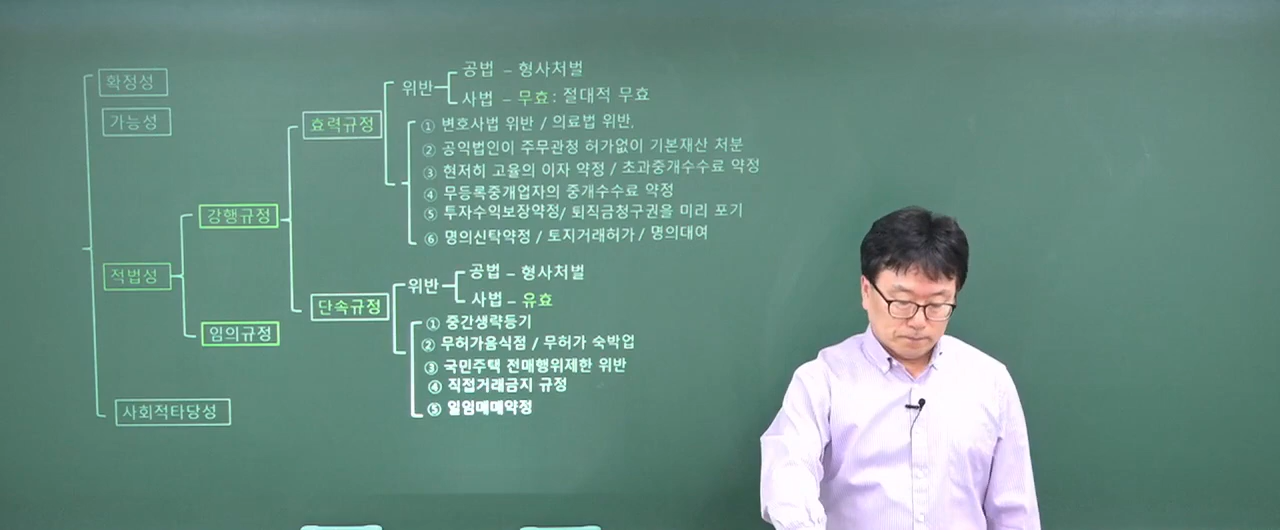 확정성
가능성
적법성
사회적타당성
강행규정
임의규정
효력규정
위반
공법 – 형사처벌
사법 – 무효 : 절대적 무효
① 변호사법 위반 / 의료법 위반.
② 공익법인이 주무관청 허가없이 기본재산 처분
③ 현저히 고율의 이자 약정 / 초과중개수수료 약정
④ 무등록중개업자의 중개수수료 약정
⑤ 투자수익보장약정/ 퇴직금청구권을 미리 포기
⑥ 명의신탁약정 / 토지거래허가 / 명의대여
단속규정
위반
공법 – 형사처벌
사법 – 유효
① 중간생략등기
② 무허가음식점 / 무허가 숙박업
③ 국민주택 전매행위제한 위반
④ 직접거래금지 규정
⑤ 일임매매약정